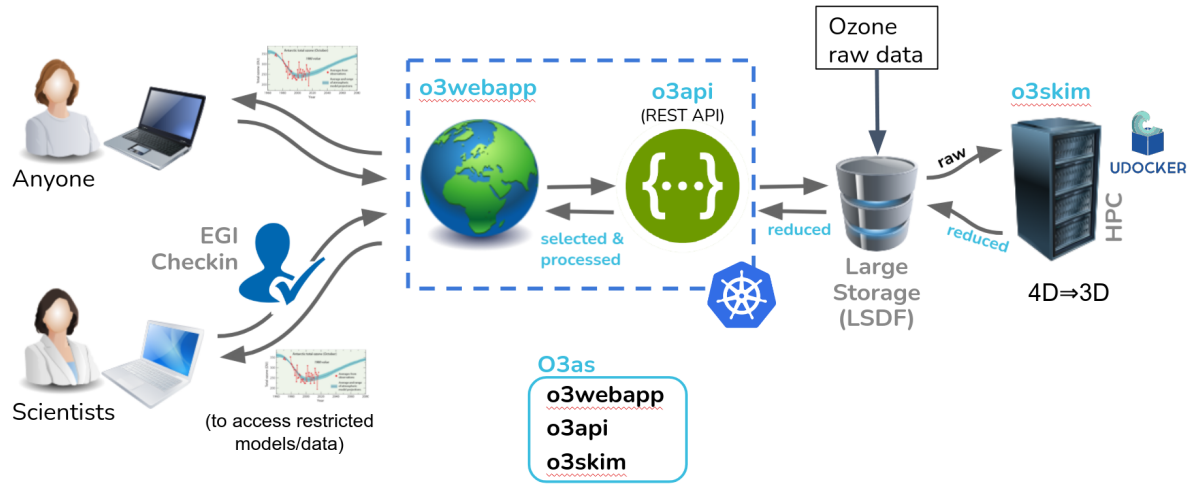 Anyone
Scientists
EGI
Checkin
(to access restricted
models/data)
o3webapp
o3api
(REST API)
selected &
processed
reduced
Ozone
raw data
Large
Storage
(LSDF)
raw
reduced
o3skim
UDOCKER
HPC
4D⇒3D
O3as
o3webapp
o3api
o3skim